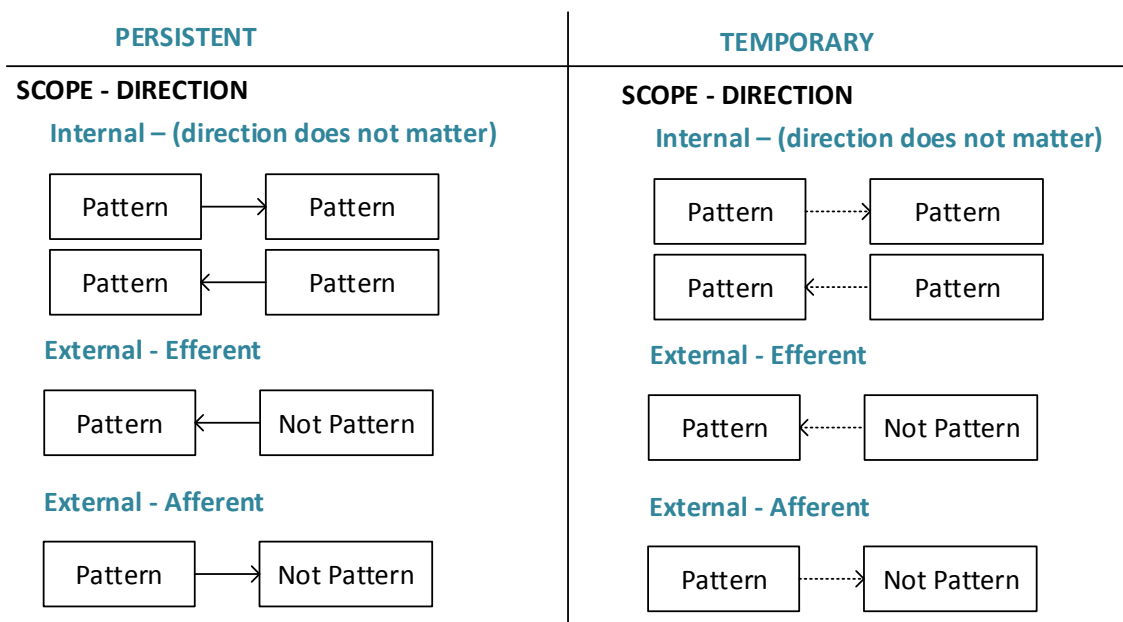 PERSISTENT
SCOPE - DIRECTION
Internal – (direction does not matter)
Pattern
Pattern
Pattern
Pattern
External - Efferent
Pattern
Not Pattern
External - Afferent
Pattern
Not Pattern
TEMPORARY
SCOPE - DIRECTION
Internal – (direction does not matter)
Pattern
Pattern
Pattern
Pattern
External - Efferent
Pattern
Not Pattern
External - Afferent
Pattern
Not Pattern